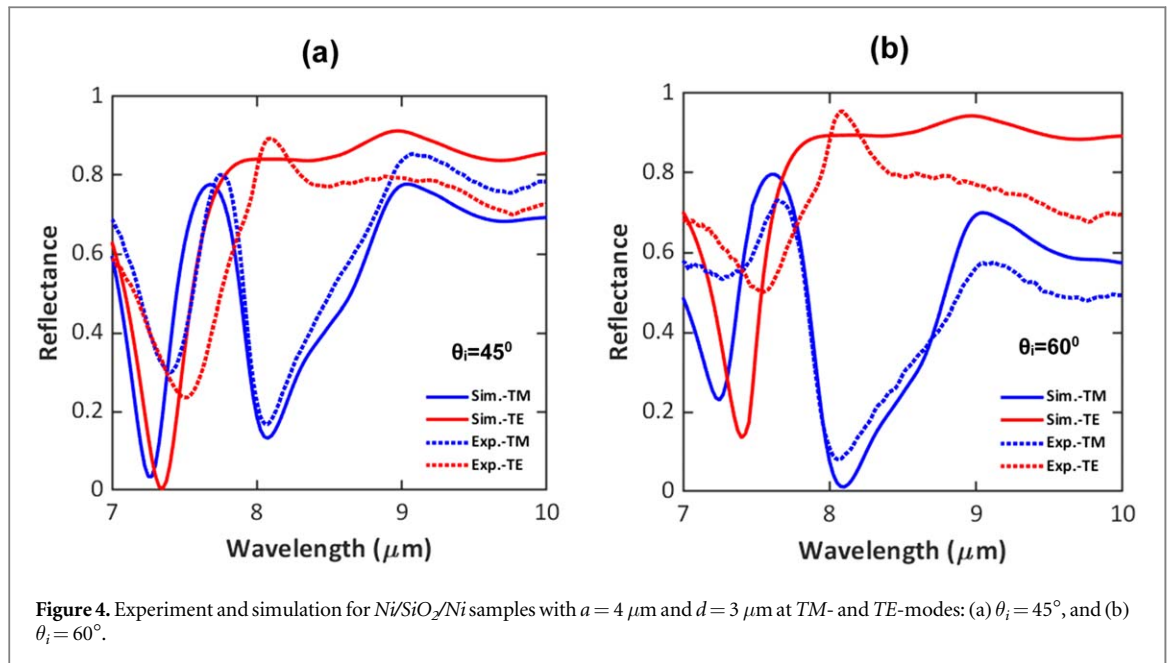 (a)
1
0.8
0.6
0.4
0.2
0
Reflectance
θi=45⁰
Sim.-TM
Sim.-TE
Exp.-TM
Exp.-TE
7 8 9 10
Wavelength (μm)
(b)
1
0.8
0.6
0.4
0.2
0
Reflectance
θi=60⁰
Sim.-TM
Sim.-TE
Exp.-TM
Exp.-TE
7 8 9 10
Wavelength (μm)
Figure 4. Experiment and simulation for Ni/SiO₂/Ni samples with a = 4 μm and d = 3 μm at TM- and TE-modes: (a) θi = 45°, and (b)
θi = 60°.